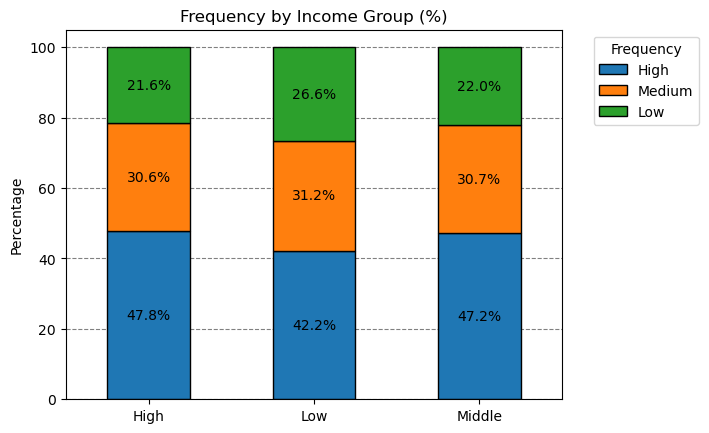 Frequency by Income Group (%)
Percentage
100
80
60
40
20
0
21.6%
26.6%
22.0%
30.6%
31.2%
30.7%
47.8%
42.2%
47.2%
High
Low
Middle
Frequency
High
Medium
Low